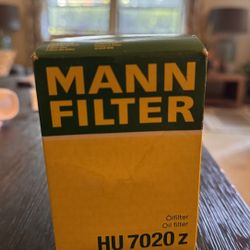 MANN
FILTER
Ölfilter
Oil filter
HU 7020 z